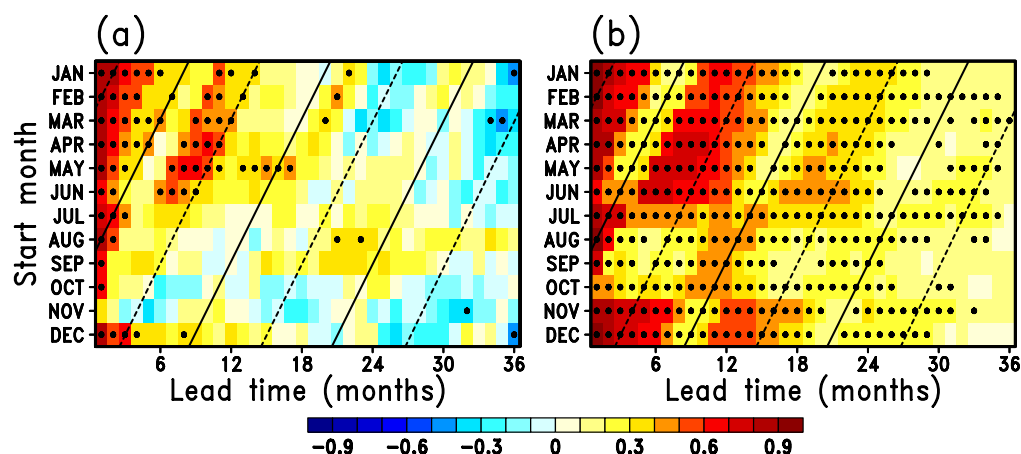 (a)
(b)
Start month
JAN
FEB
MAR
APR
MAY
JUN
JUL
AUG
SEP
OCT
NOV
DEC
6 12 18 24 30 36
Lead time (months)
JAN
FEB
MAR
APR
MAY
JUN
JUL
AUG
SEP
OCT
NOV
DEC
6 12 18 24 30 36
Lead time (months)
-0.9 -0.6 -0.3 0 0.3 0.6 0.9